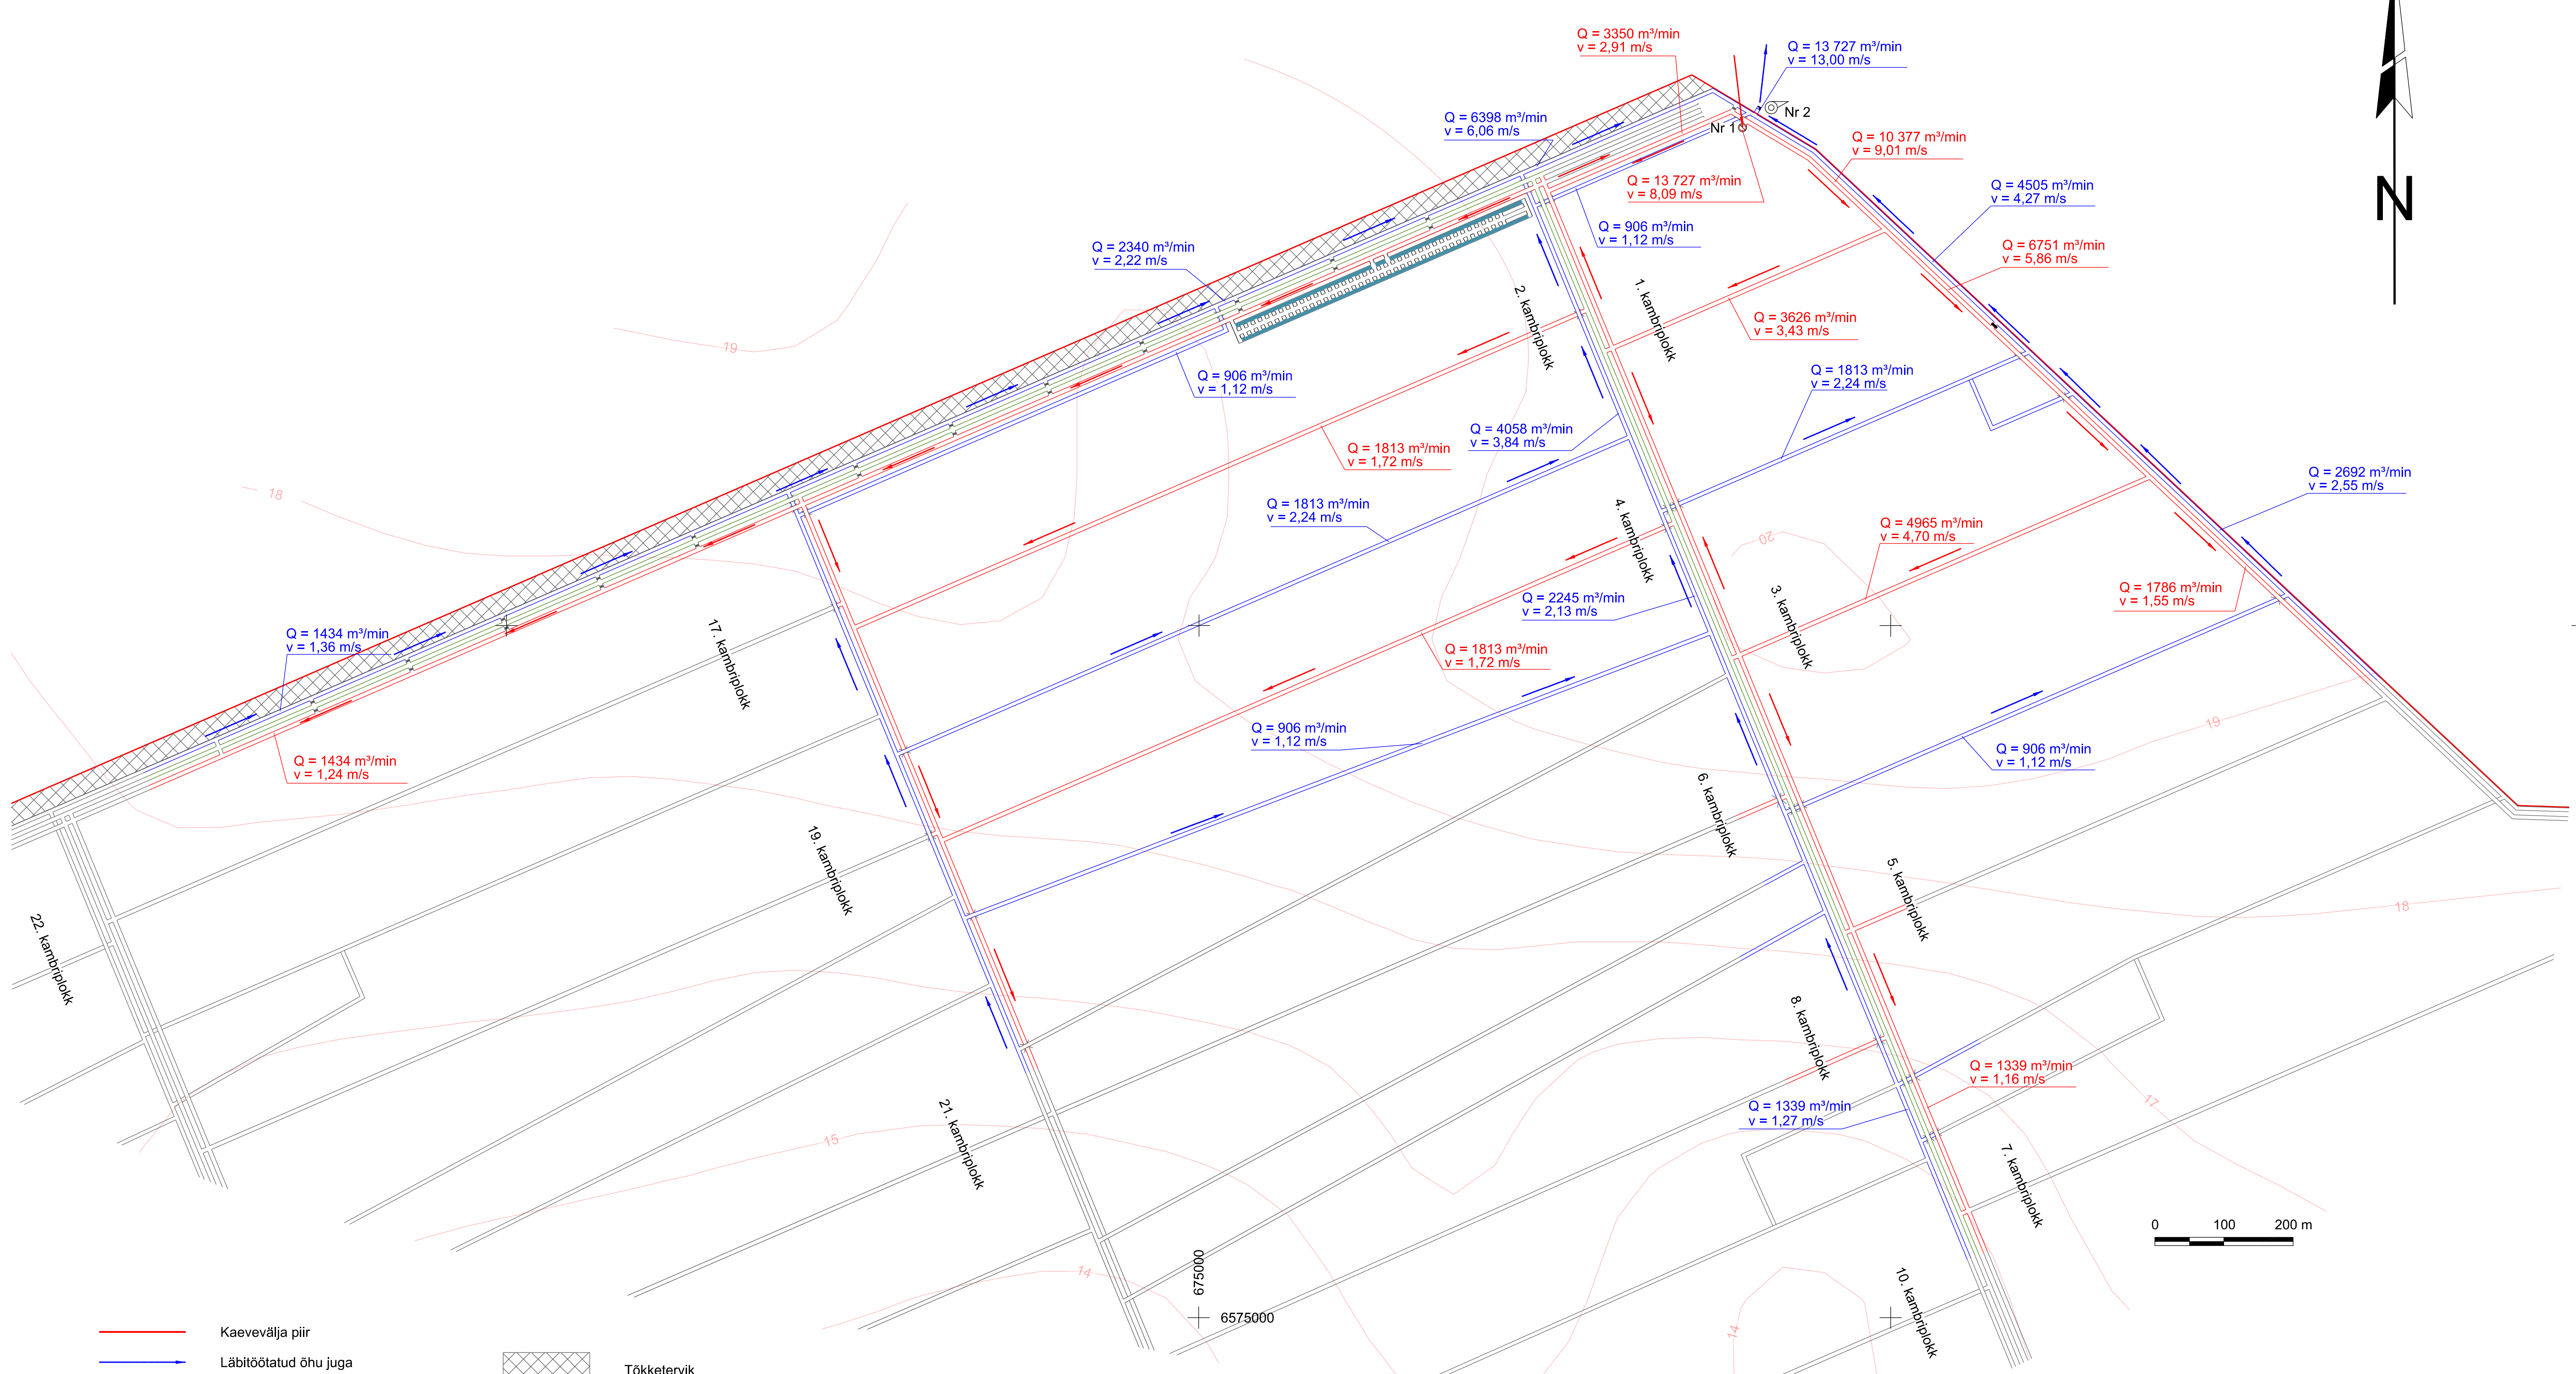 Q = 3350 m³/min
v = 2,91 m/s
Q = 13 727 m³/min
v = 13,00 m/s
Nr 2
Nr 1
Q = 6398 m³/min
v = 6,06 m/s
Q = 10 377 m³/min
v = 9,01 m/s
Q = 13 727 m³/min
v = 8,09 m/s
Q = 4505 m³/min
v = 4,27 m/s
N
Q = 906 m³/min
v = 1,12 m/s
Q = 2340 m³/min
v = 2,22 m/s
Q = 6751 m³/min
v = 5,86 m/s
Q = 3626 m³/min
v = 3,43 m/s
19
2. kambriplokk
1. kambriplokk
Q = 906 m³/min
v = 1,12 m/s
Q = 1813 m³/min
v = 2,24 m/s
Q = 4058 m³/min
v = 3,84 m/s
Q = 1813 m³/min
v = 1,72 m/s
Q = 2692 m³/min
v = 2,55 m/s
18
Q = 1813 m³/min
v = 2,24 m/s
4. kambriplokk
20
Q = 4965 m³/min
v = 4,70 m/s
Q = 2245 m³/min
v = 2,13 m/s
3. kambriplokk
Q = 1786 m³/min
v = 1,55 m/s
Q = 1434 m³/min
v = 1,36 m/s
17. kambriplokk
Q = 1813 m³/min
v = 1,72 m/s
19
Q = 906 m³/min
v = 1,12 m/s
Q = 906 m³/min
v = 1,12 m/s
Q = 1434 m³/min
v = 1,24 m/s
6. kambriplokk
19. kambriplokk
5. kambriplokk
18
22. kambriplokk
8. kambriplokk
Q = 1339 m³/min
v = 1,16 m/s
17
Q = 1339 m³/min
v = 1,27 m/s
15
21. kambriplokk
7. kambriplokk
0 100 200 m
14
675000
6575000
10. kambriplokk
14
Kaevevälja piir
Läbitöötatud õhu juga
Tõkketervik